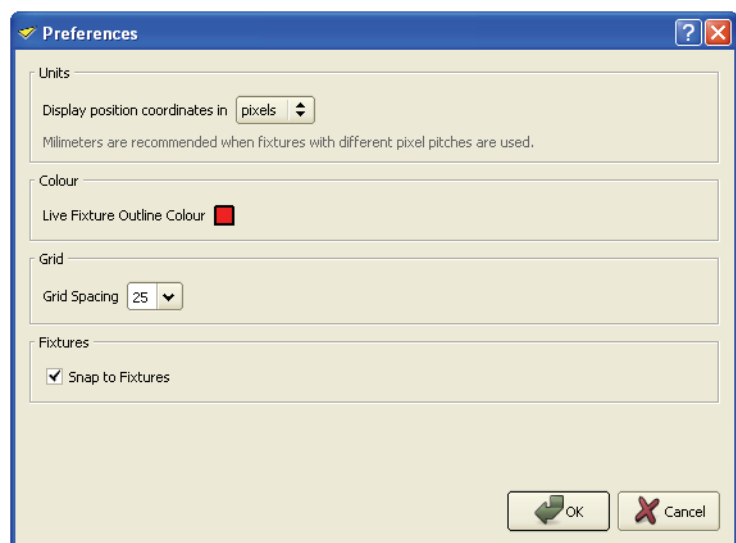 Preferences
Units
Display position coordinates in pixels
Milimeters are recommended when fixtures with different pixel pitches are used.
Colour
Live Fixture Outline Colour
Grid
Grid Spacing 25
Fixtures
Snap to Fixtures
OK Cancel